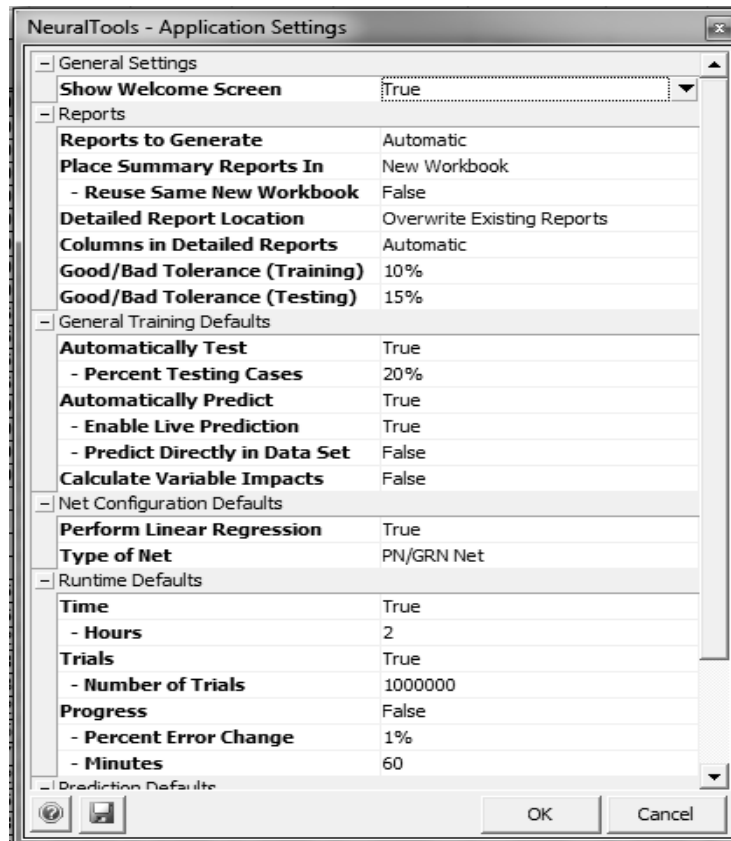 NeuralTools - Application Settings
General Settings
Show Welcome Screen True
Reports
Reports to Generate Automatic
Place Summary Reports In New Workbook
- Reuse Same New Workbook False
Detailed Report Location Overwrite Existing Reports
Columns in Detailed Reports Automatic
Good/Bad Tolerance (Training) 10%
Good/Bad Tolerance (Testing) 15%
General Training Defaults
Automatically Test True
- Percent Testing Cases 20%
Automatically Predict True
- Enable Live Prediction True
- Predict Directly in Data Set False
Calculate Variable Impacts False
Net Configuration Defaults
Perform Linear Regression True
Type of Net PN/GRN Net
Runtime Defaults
Time True
- Hours 2
Trials True
- Number of Trials 1000000
Progress False
- Percent Error Change 1%
- Minutes 60
Prediction Defaults
OK Cancel